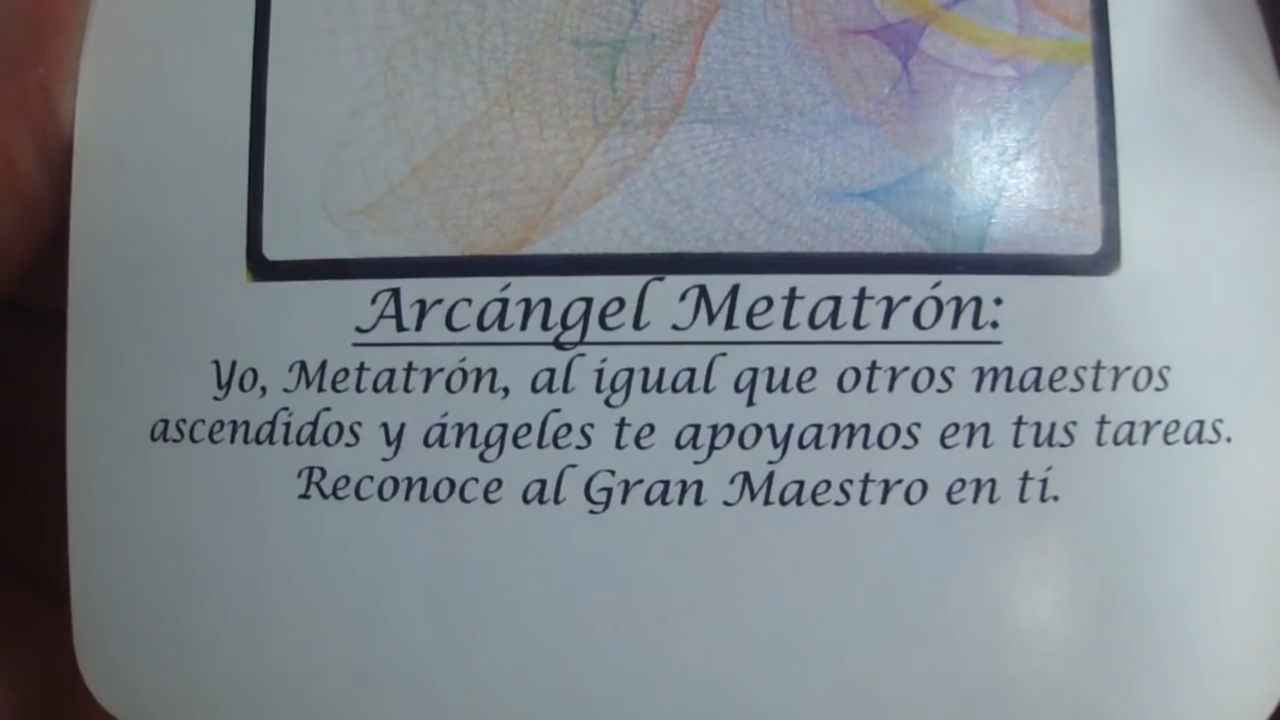 Arcángel Metatrón:
Yo, Metatrón, al igual que otros maestros
ascendidos y ángeles te apoyamos en tus tareas.
Reconoce al Gran Maestro en tí.